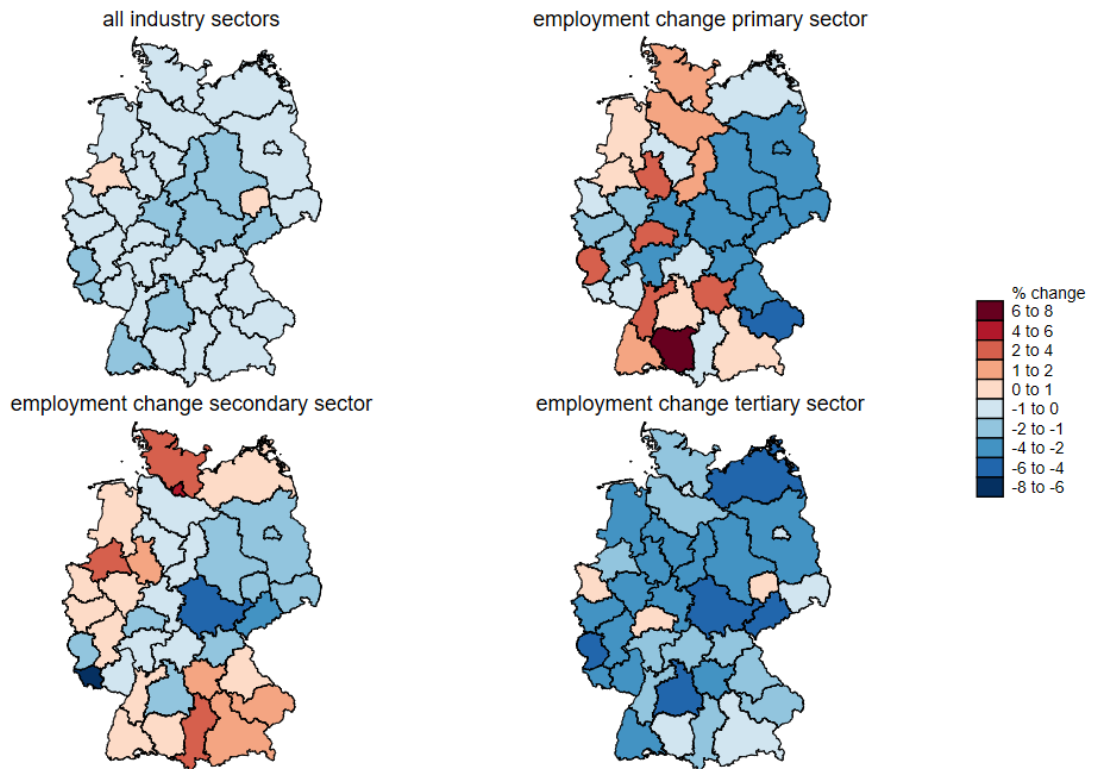 all industry sectors
employment change primary sector
% change
6 to 8
4 to 6
2 to 4
1 to 2
0 to 1
-1 to 0
-2 to -1
-4 to -2
-6 to -4
-8 to -6
employment change secondary sector
employment change tertiary sector